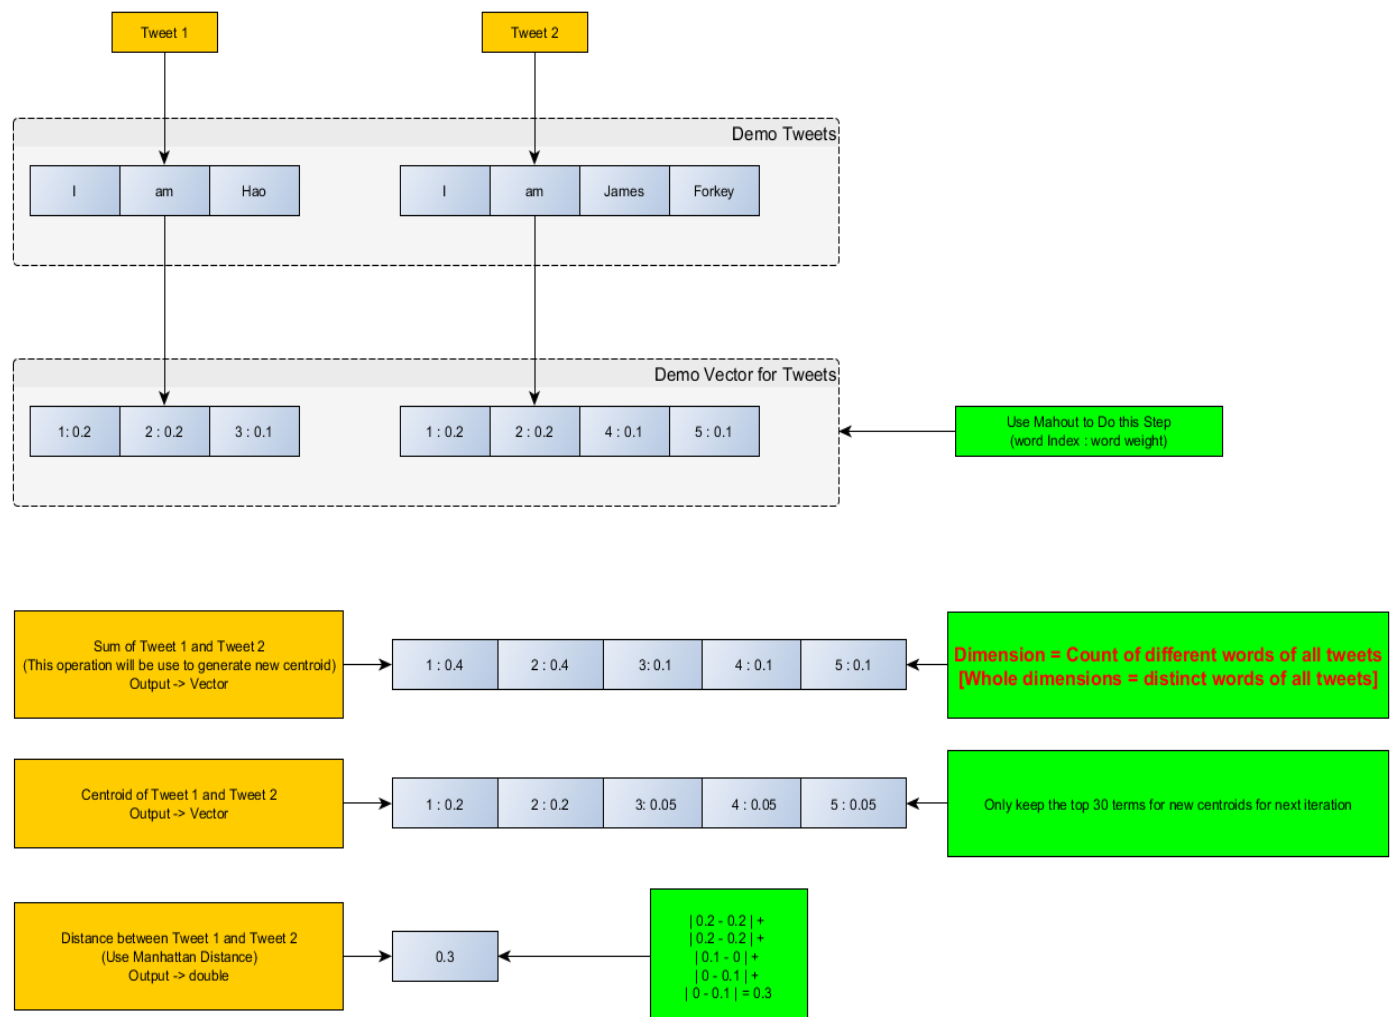 Tweet 1
Tweet 2
Demo Tweets
I am Hao
I am James Forkey
Demo Vector for Tweets
1: 0.2 2 : 0.2 3 : 0.1
1 : 0.2 2 : 0.2 4 : 0.1 5 : 0.1
Use Mahout to Do this Step
(word Index : word weight)
Sum of Tweet 1 and Tweet 2
(This operation will be use to generate new centroid)
Output -> Vector
1 : 0.4 2 : 0.4 3: 0.1 4 : 0.1 5 : 0.1
Dimension = Count of different words of all tweets
[Whole dimensions = distinct words of all tweets]
Centroid of Tweet 1 and Tweet 2
Output -> Vector
1 : 0.2 2 : 0.2 3: 0.05 4 : 0.05 5 : 0.05
Only keep the top 30 terms for new centroids for next iteration
Distance between Tweet 1 and Tweet 2
(Use Manhattan Distance)
Output -> double
0.3
| 0.2 - 0.2 | +
| 0.2 - 0.2 | +
| 0.1 - 0 | +
| 0 - 0.1 | +
| 0 - 0.1 | = 0.3